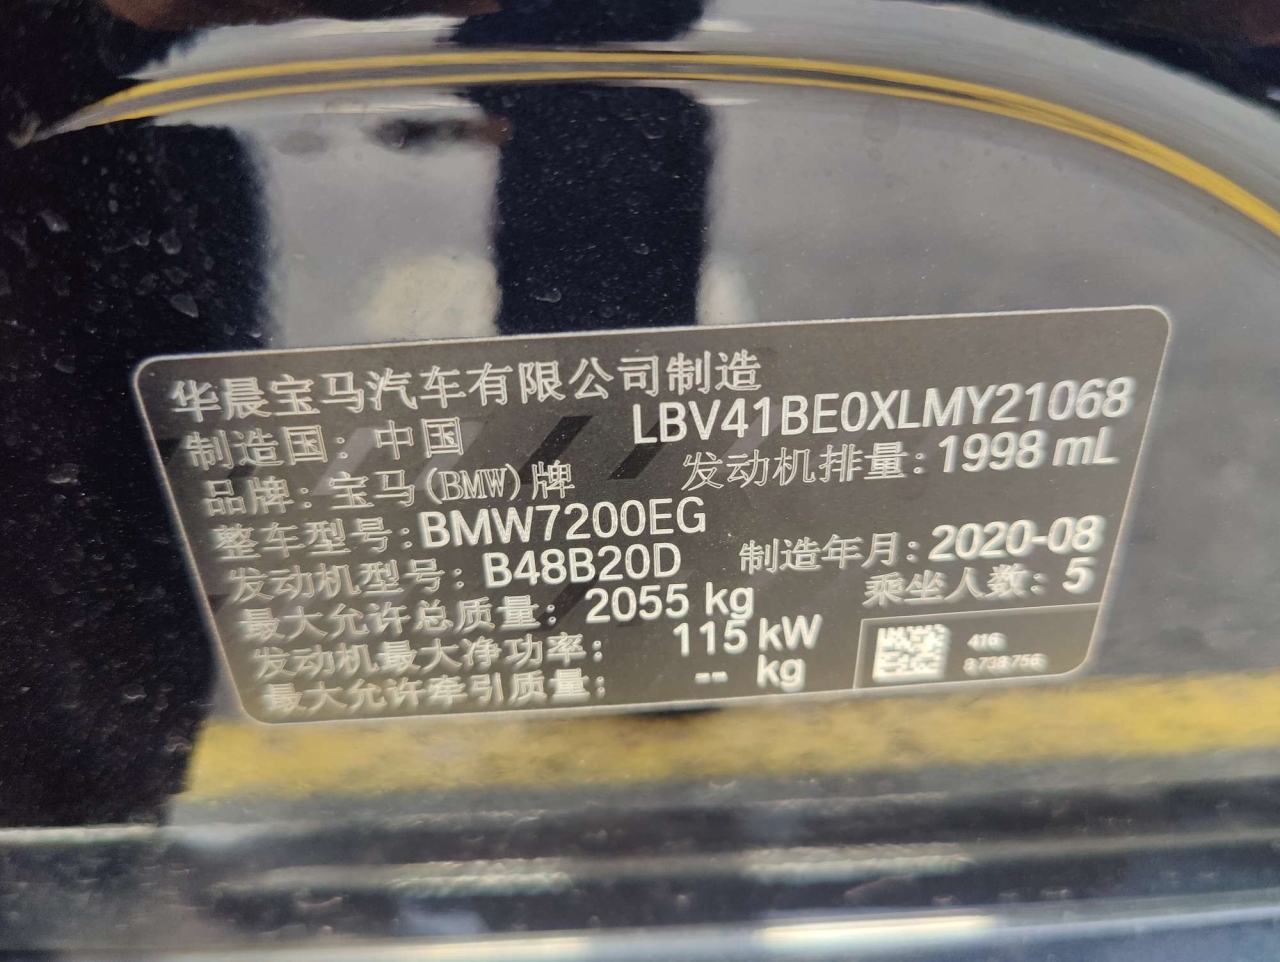 华晨宝马汽车有限公司制造
制造国：中国 LBV41BE0XLMY21068
品牌：宝马(BMW)牌 发动机排量：1998 mL
整车型号：BMW7200EG
发动机型号：B48B20D 制造年月：2020-08
最大允许总质量：2055 kg 乘坐人数：5
发动机最大净功率：115 kW
最大允许牵引质量：-- kg
416
8 738 756